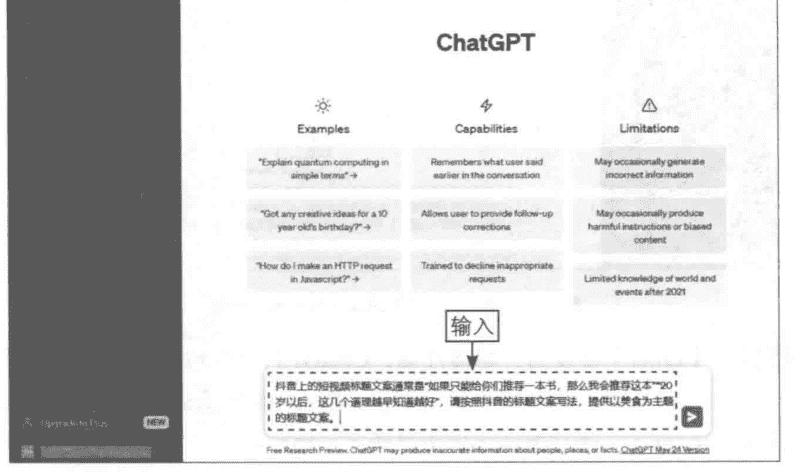 ChatGPT
Examples
Capabilities
Limitations
"Explain quantum computing in
simple terms" →
Remembers what user said
earlier in the conversation
May occasionally generate
incorrect information
"Got any creative ideas for a 10
year old's birthday?" →
Allows user to provide follow-up
corrections
May occasionally produce
harmful instructions or biased
content
"How do I make an HTTP request
in Javascript?" →
Trained to decline inappropriate
requests
Limited knowledge of world and
events after 2021
输入
抖音上的短视频标题文案通常是“如果只能给你们推荐一本书，那么我会推荐这本”“20
岁以后，这几个道理越早知道越好”，请按照抖音的标题文案写法，提供以美食为主题
的标题文案。
Upgrade to Plus
NEW
Free Research Preview. ChatGPT may produce inaccurate information about people, places, or facts. ChatGPT May 24 Version